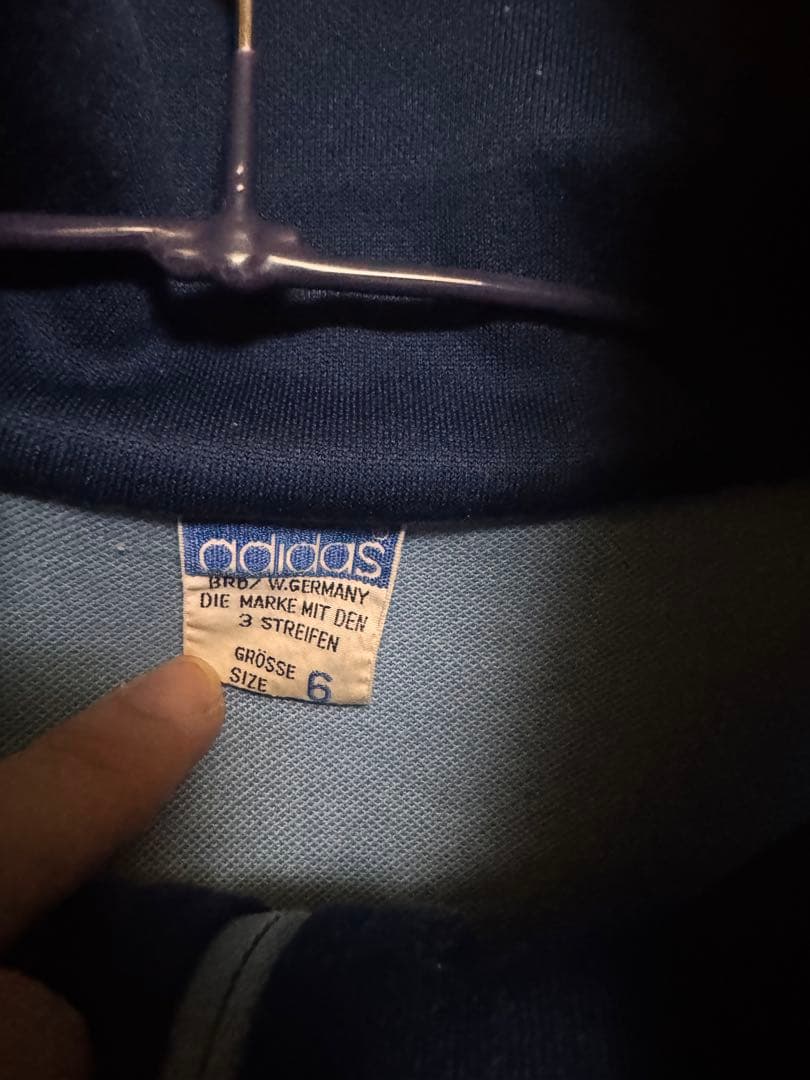 adidas
BRD/ W.GERMANY
DIE MARKE MIT DEN
3 STREIFEN
GRÖSSE
SIZE 6